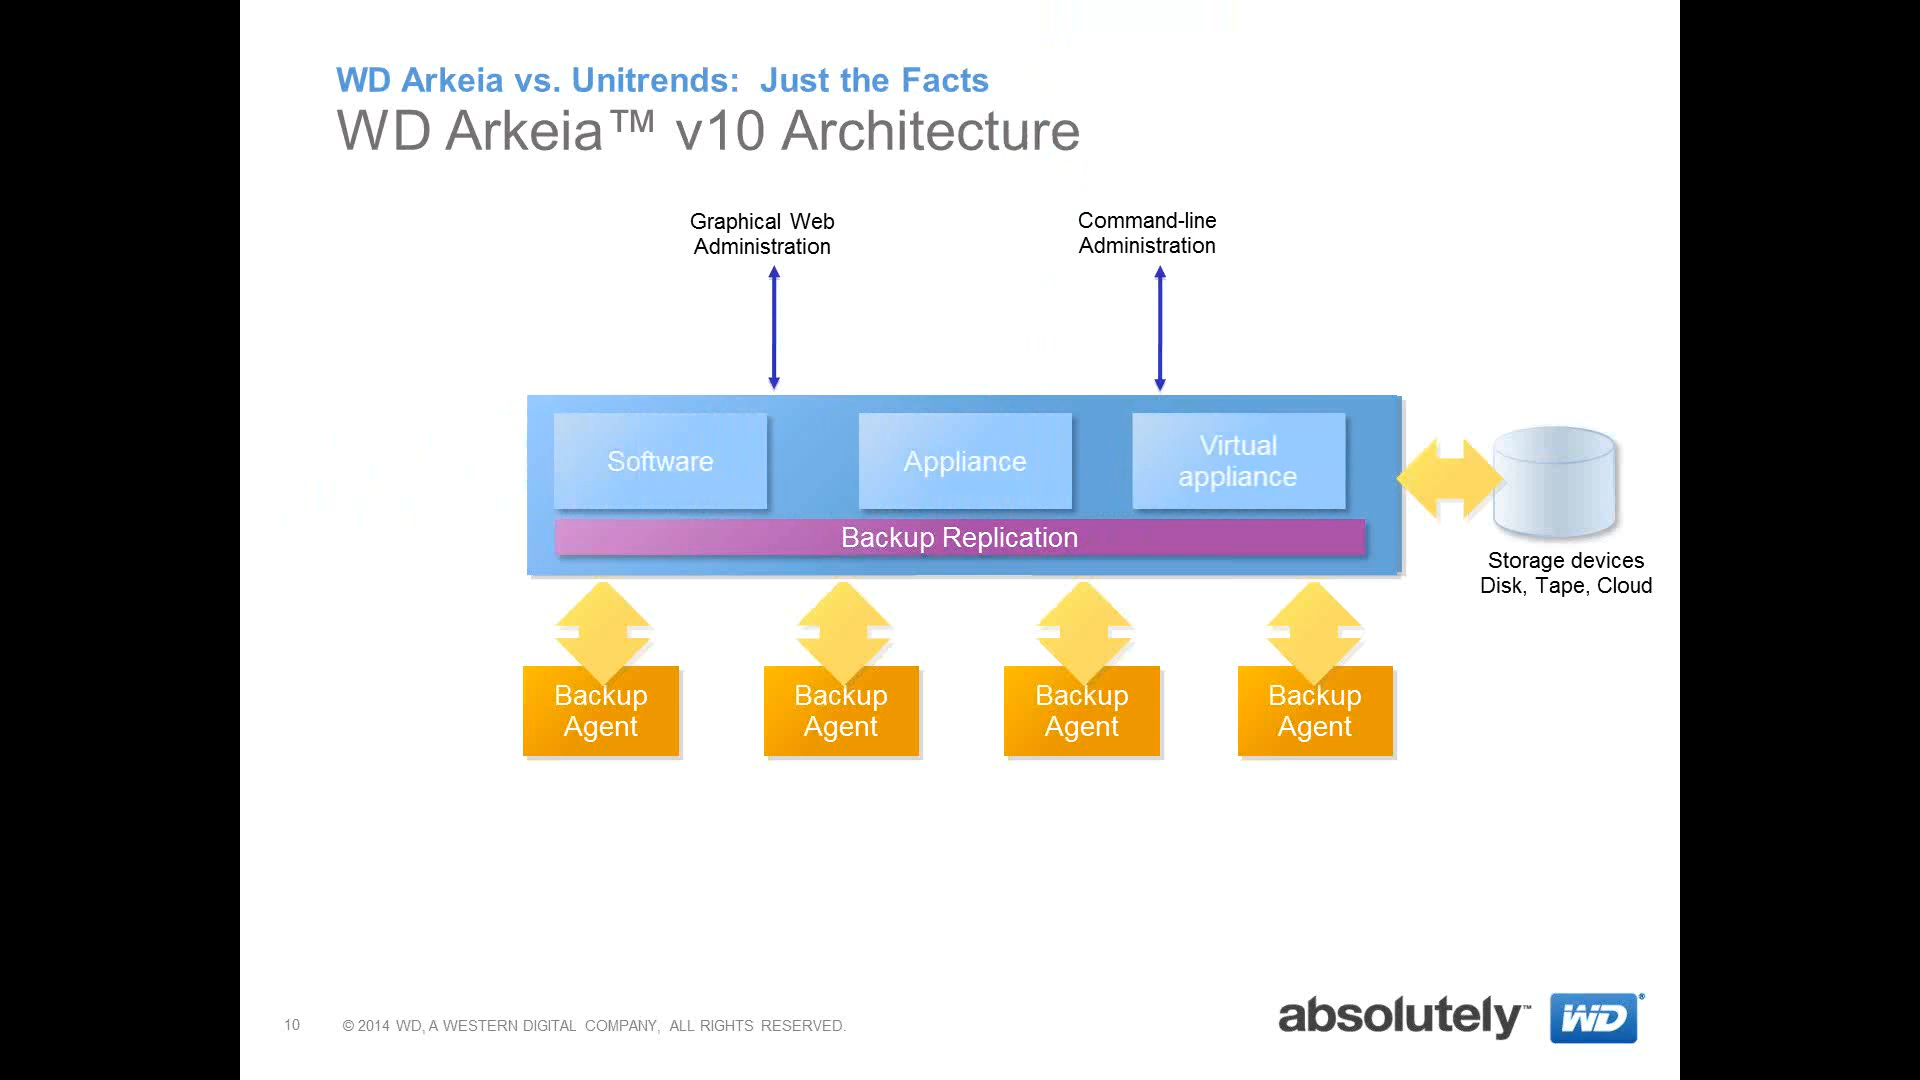 WD Arkeia vs. Unitrends: Just the Facts
WD Arkeia™ v10 Architecture
Graphical Web
Administration
Command-line
Administration
Software
Appliance
Virtual
appliance
Backup Replication
Storage devices
Disk, Tape, Cloud
Backup
Agent
Backup
Agent
Backup
Agent
Backup
Agent
10
© 2014 WD, A WESTERN DIGITAL COMPANY, ALL RIGHTS RESERVED.
absolutely™
WD®